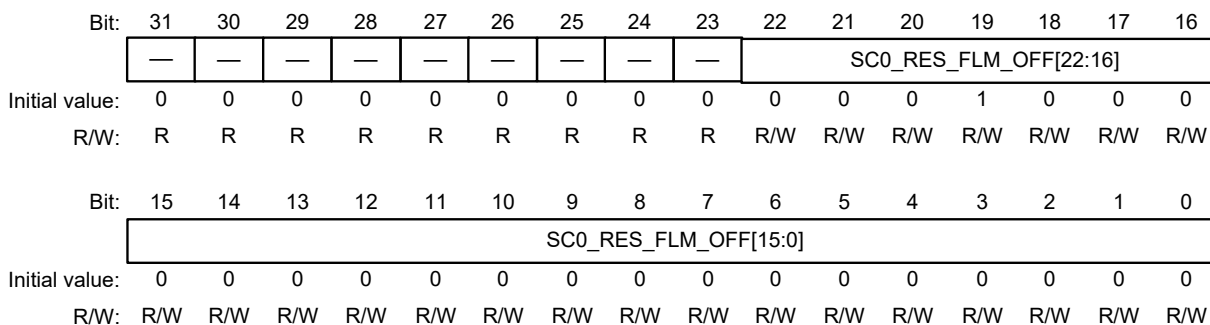 Bit: 31 30 29 28 27 26 25 24 23 22 21 20 19 18 17 16
— — — — — — — — — SC0_RES_FLM_OFF[22:16]
Initial value: 0 0 0 0 0 0 0 0 0 0 0 0 1 0 0 0
R/W: R R R R R R R R R R/W R/W R/W R/W R/W R/W R/W
Bit: 15 14 13 12 11 10 9 8 7 6 5 4 3 2 1 0
SC0_RES_FLM_OFF[15:0]
Initial value: 0 0 0 0 0 0 0 0 0 0 0 0 0 0 0 0
R/W: R/W R/W R/W R/W R/W R/W R/W R/W R/W R/W R/W R/W R/W R/W R/W R/W